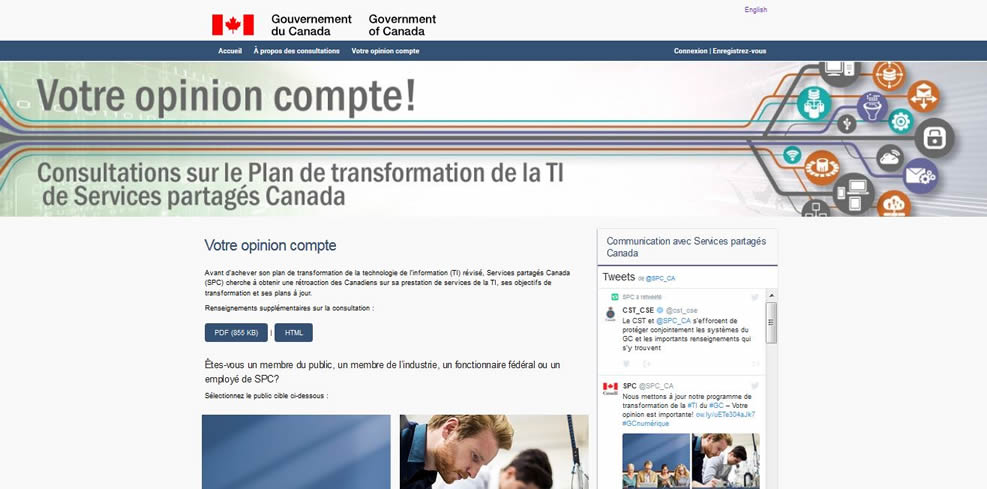 English
Gouvernement Government
du Canada of Canada
Accueil À propos des consultations Votre opinion compte Connexion | Enregistrez-vous
Votre opinion compte!
Consultations sur le Plan de transformation de la TI
de Services partagés Canada
Votre opinion compte
Avant d'achever son plan de transformation de la technologie de l'information (TI) révisé, Services partagés Canada
(SPC) cherche à obtenir une rétroaction des Canadiens sur sa prestation de services de la TI, ses objectifs de
transformation et ses plans à jour.
Renseignements supplémentaires sur la consultation :
PDF (855 KB) | HTML
Êtes-vous un membre du public, un membre de l'industrie, un fonctionnaire fédéral ou un
employé de SPC?
Sélectionnez le public cible ci-dessous :
Communication avec Services partagés
Canada
Tweets de @SPC_CA
SPC a retweeté
CST_CSE @cst_cse
Le CST et @SPC_CA s'efforcent de
protéger conjointement les systèmes du
GC et les importants renseignements qui
s'y trouvent
SPC @SPC_CA
Nous mettons à jour notre programme de
transformation de la #TI du #GC – Votre
opinion est importante! ow.ly/uETe304aJk7
#GCnumérique